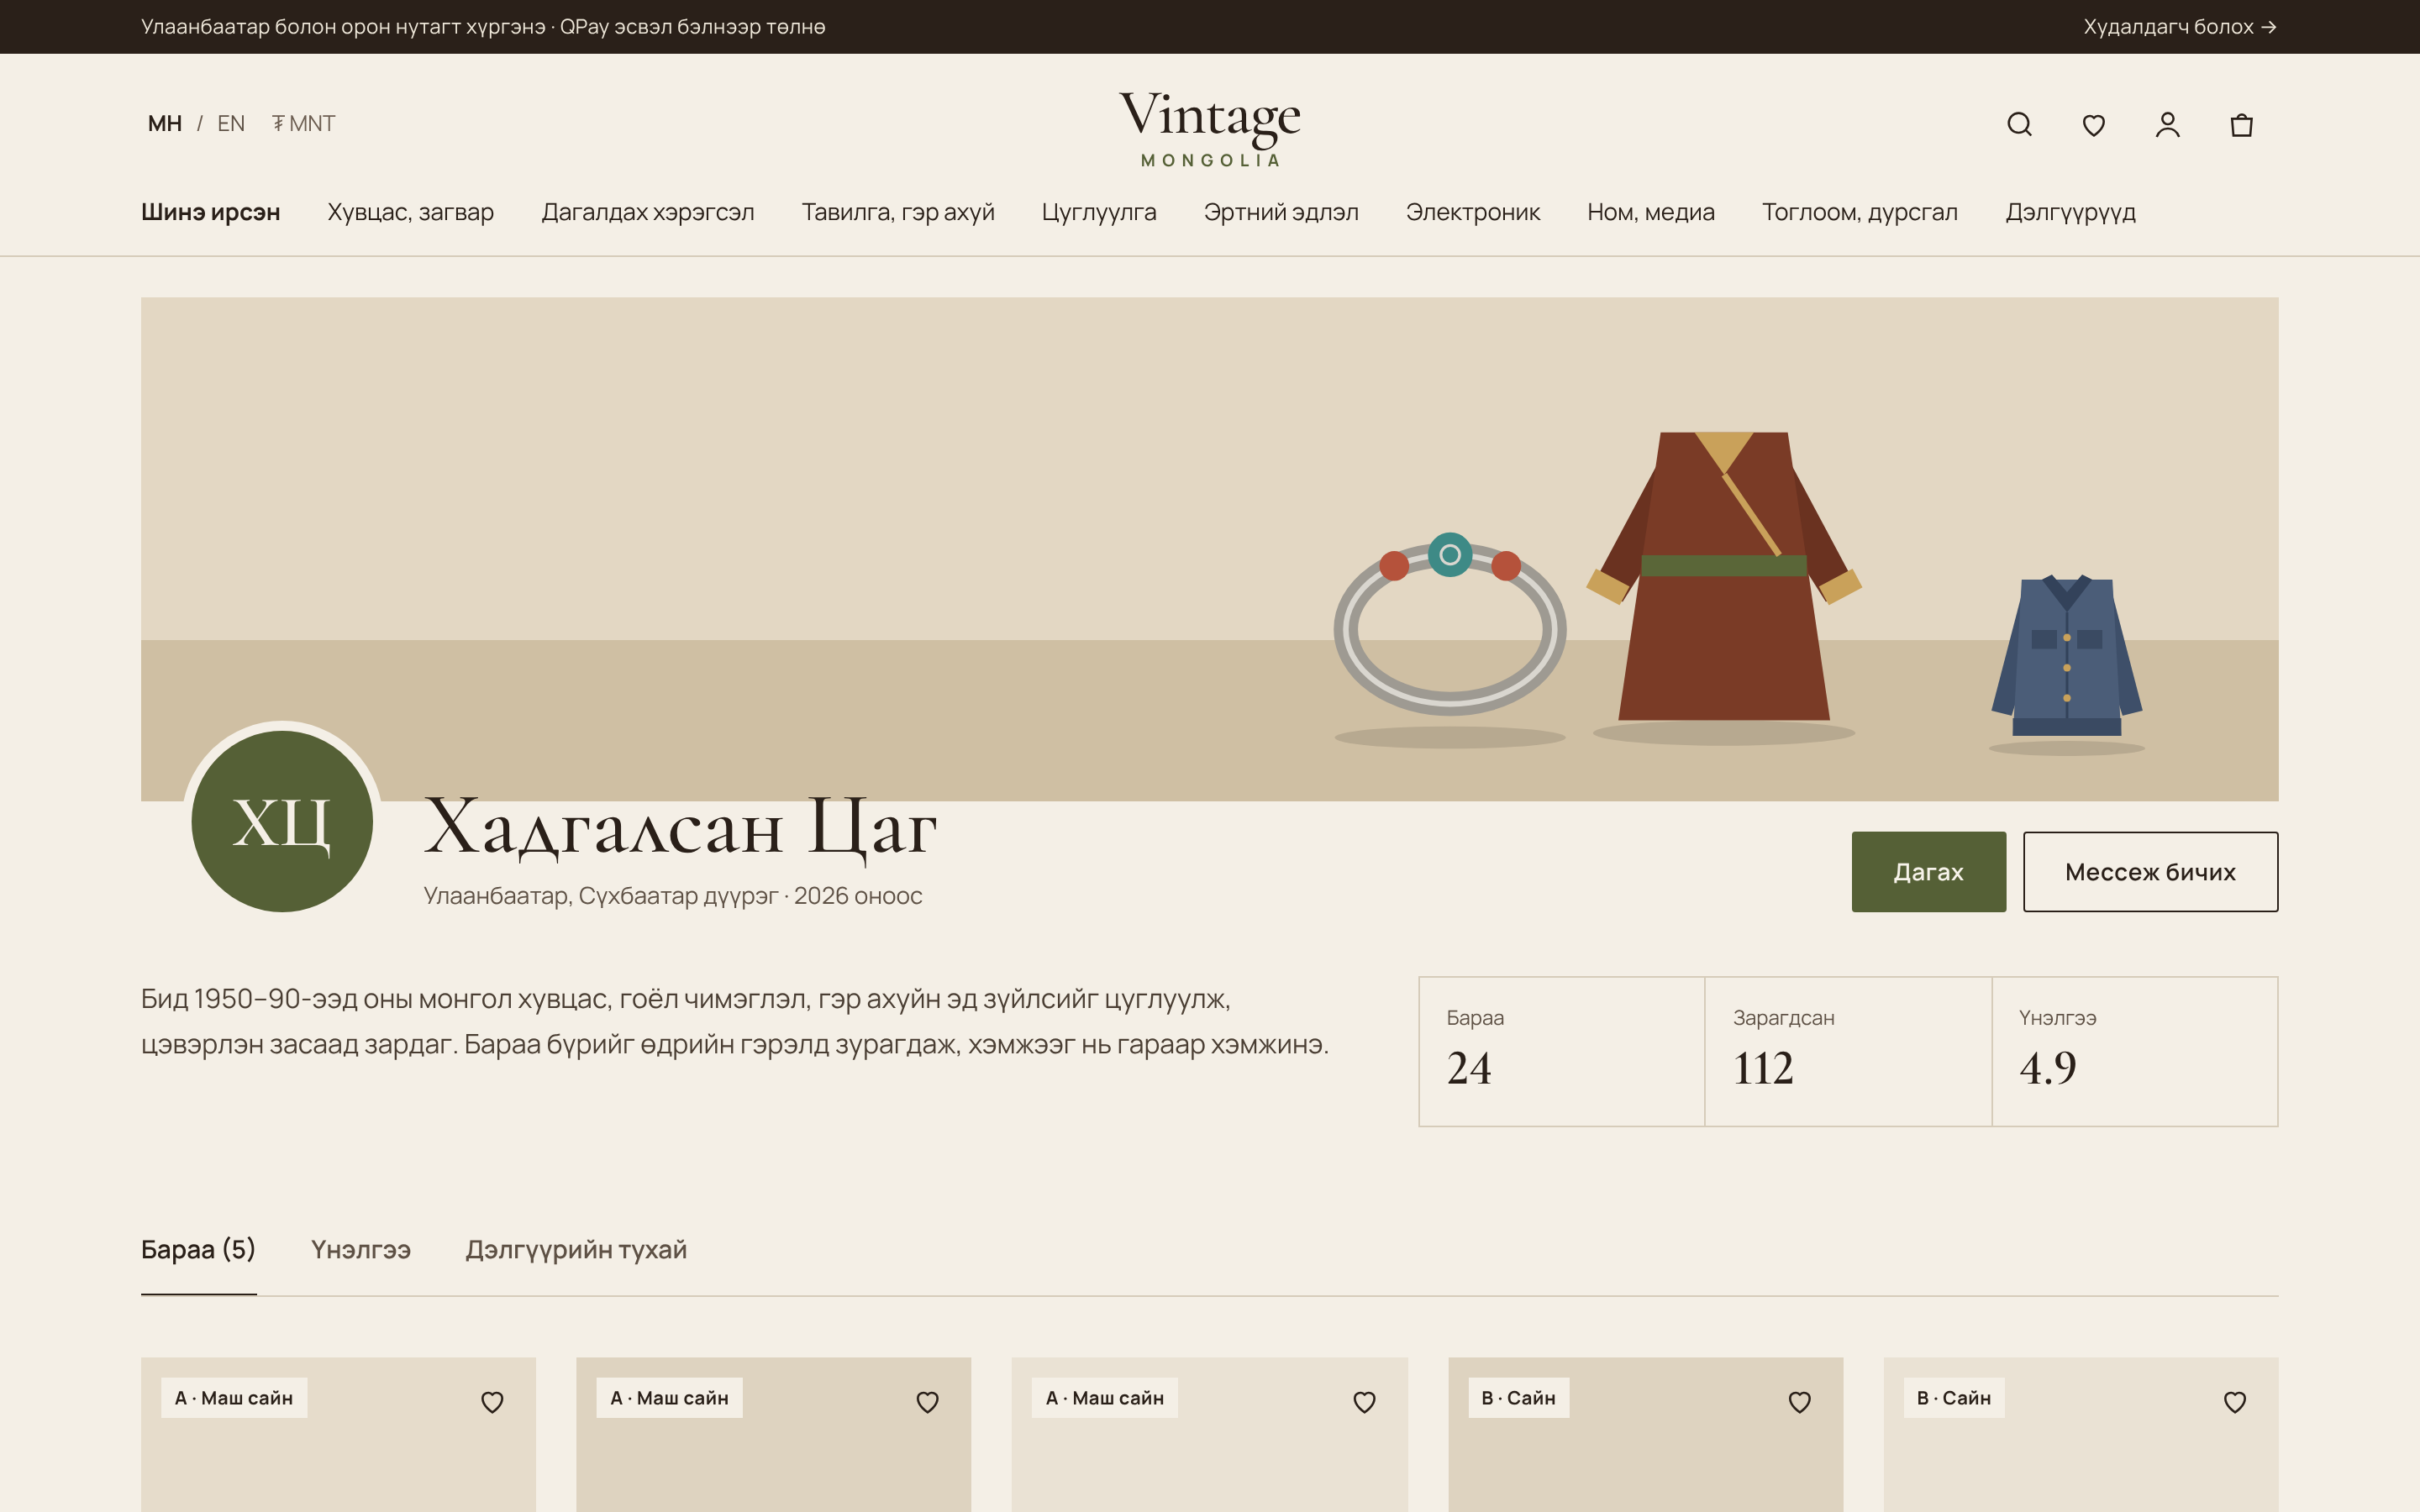 Улаанбаатар болон орон нутагт хүргэнэ · QPay эсвэл бэлнээр төлнө
Худалдагч болох →
МН / EN ₮ MNT
Vintage
MONGOLIA
Шинэ ирсэн Хувцас, загвар Дагалдах хэрэгсэл Тавилга, гэр ахуй Цуглуулга Эртний эдлэл Электроник Ном, медиа Тоглоом, дурсгал Дэлгүүрүүд
ХЦ
Хадгалсан Цаг
Улаанбаатар, Сүхбаатар дүүрэг · 2026 оноос
Дагах
Мессеж бичих
Бид 1950–90-ээд оны монгол хувцас, гоёл чимэглэл, гэр ахуйн эд зүйлсийг цуглуулж,
цэвэрлэн засаад зардаг. Бараа бүрийг өдрийн гэрэлд зурагдаж, хэмжээг нь гараар хэмжинэ.
Бараа
24
Зарагдсан
112
Үнэлгээ
4.9
Бараа (5) Үнэлгээ Дэлгүүрийн тухай
A · Маш сайн
A · Маш сайн
A · Маш сайн
B · Сайн
B · Сайн